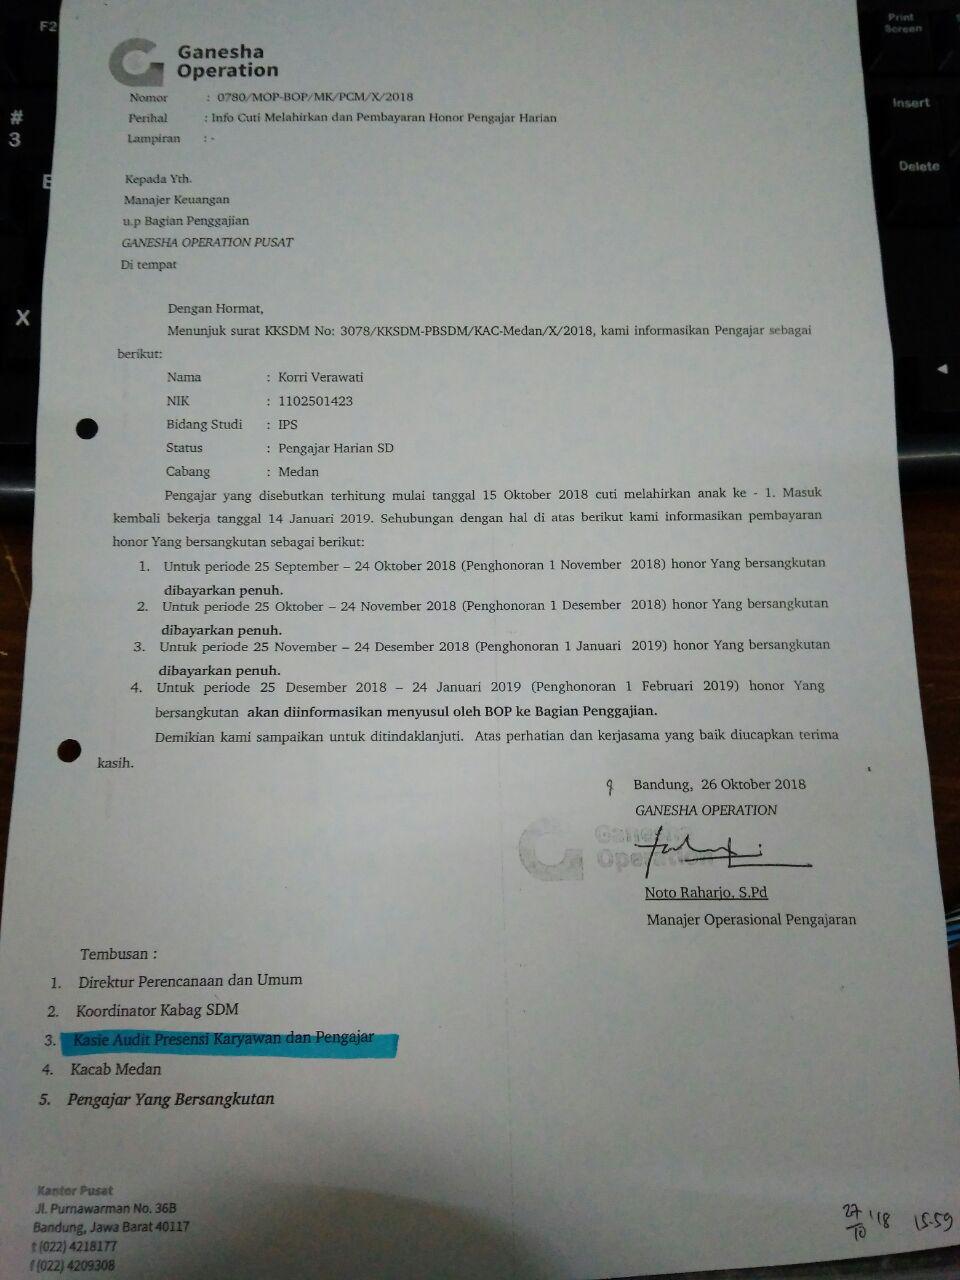 Ganesha
Operation
Nomor : 0780/MOP-BOP/MK/PCM/X/2018
Perihal : Info Cuti Melahirkan dan Pembayaran Honor Pengajar Harian
Lampiran : -
Kepada Yth.
Manajer Keuangan
u.p Bagian Penggajian
GANESHA OPERATION PUSAT
Di tempat
Dengan Hormat,
Menunjuk surat KKSDM No: 3078/KKSDM-PBSDM/KAC-Medan/X/2018, kami informasikan Pengajar sebagai
berikut:
Nama : Korri Verawati
NIK : 1102501423
Bidang Studi : IPS
Status : Pengajar Harian SD
Cabang : Medan
Pengajar yang disebutkan terhitung mulai tanggal 15 Oktober 2018 cuti melahirkan anak ke - 1. Masuk
kembali bekerja tanggal 14 Januari 2019. Sehubungan dengan hal di atas berikut kami informasikan pembayaran
honor Yang bersangkutan sebagai berikut:
1. Untuk periode 25 September – 24 Oktober 2018 (Penghonoran 1 November 2018) honor Yang bersangkutan
dibayarkan penuh.
2. Untuk periode 25 Oktober – 24 November 2018 (Penghonoran 1 Desember 2018) honor Yang bersangkutan
dibayarkan penuh.
3. Untuk periode 25 November – 24 Desember 2018 (Penghonoran 1 Januari 2019) honor Yang bersangkutan
dibayarkan penuh.
4. Untuk periode 25 Desember 2018 – 24 Januari 2019 (Penghonoran 1 Februari 2019) honor Yang
bersangkutan akan diinformasikan menyusul oleh BOP ke Bagian Penggajian.
Demikian kami sampaikan untuk ditindaklanjuti. Atas perhatian dan kerjasama yang baik diucapkan terima
kasih.
Bandung, 26 Oktober 2018
GANESHA OPERATION
Ganesha
Operation
Noto Raharjo, S.Pd
Manajer Operasional Pengajaran
Tembusan :
1. Direktur Perencanaan dan Umum
2. Koordinator Kabag SDM
3. Kasie Audit Presensi Karyawan dan Pengajar
4. Kacab Medan
5. Pengajar Yang Bersangkutan
Kantor Pusat
Jl. Purnawarman No. 36B
Bandung, Jawa Barat 40117
t (022) 4218177
f (022) 4209308
27/10 '18 15.59
F2
#
3
E
X
Print
Screen
Insert
Delete